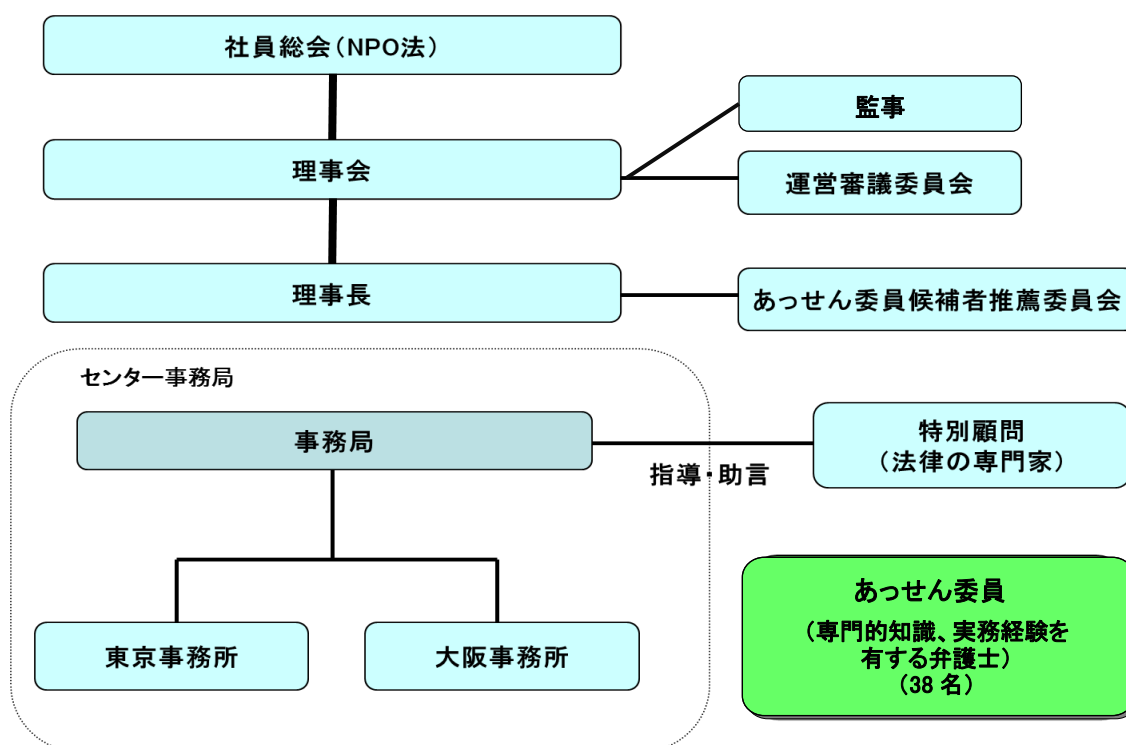 社員総会（NPO法）
監事
理事会
運営審議委員会
理事長
あっせん委員候補者推薦委員会
センター事務局
事務局
特別顧問
（法律の専門家）
指導・助言
あっせん委員
（専門的知識、実務経験を
有する弁護士）
（38 名）
東京事務所
大阪事務所